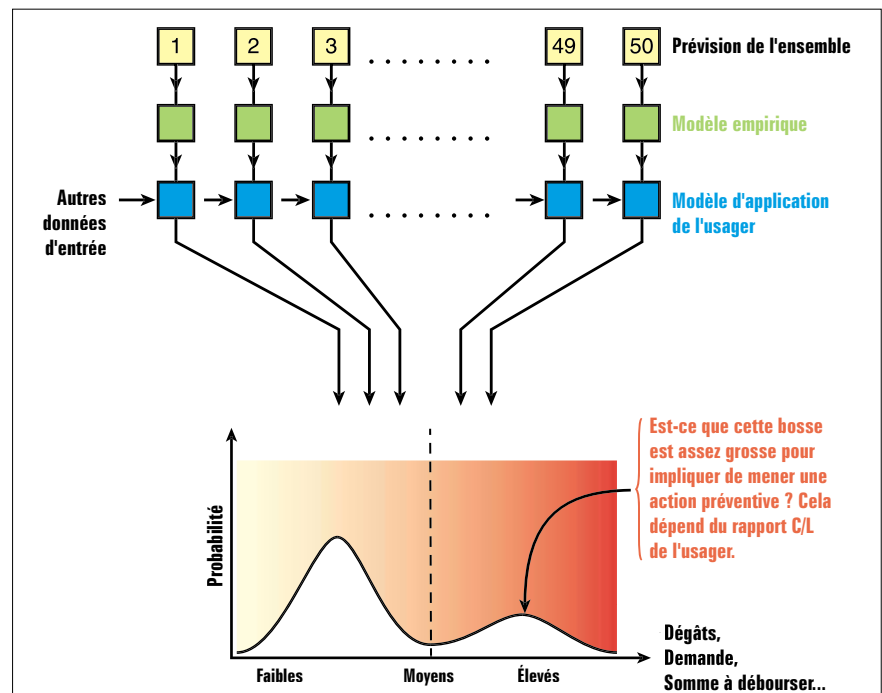 1 2 3 49 50 Prévision de l'ensemble
Modèle empirique
Autres
données
d'entrée
Modèle d'application
de l'usager
Est-ce que cette bosse
est assez grosse pour
impliquer de mener une
action préventive ? Cela
dépend du rapport C/L
de l'usager.
Probabilité
Faibles Moyens Élevés
Dégâts,
Demande,
Somme à débourser...